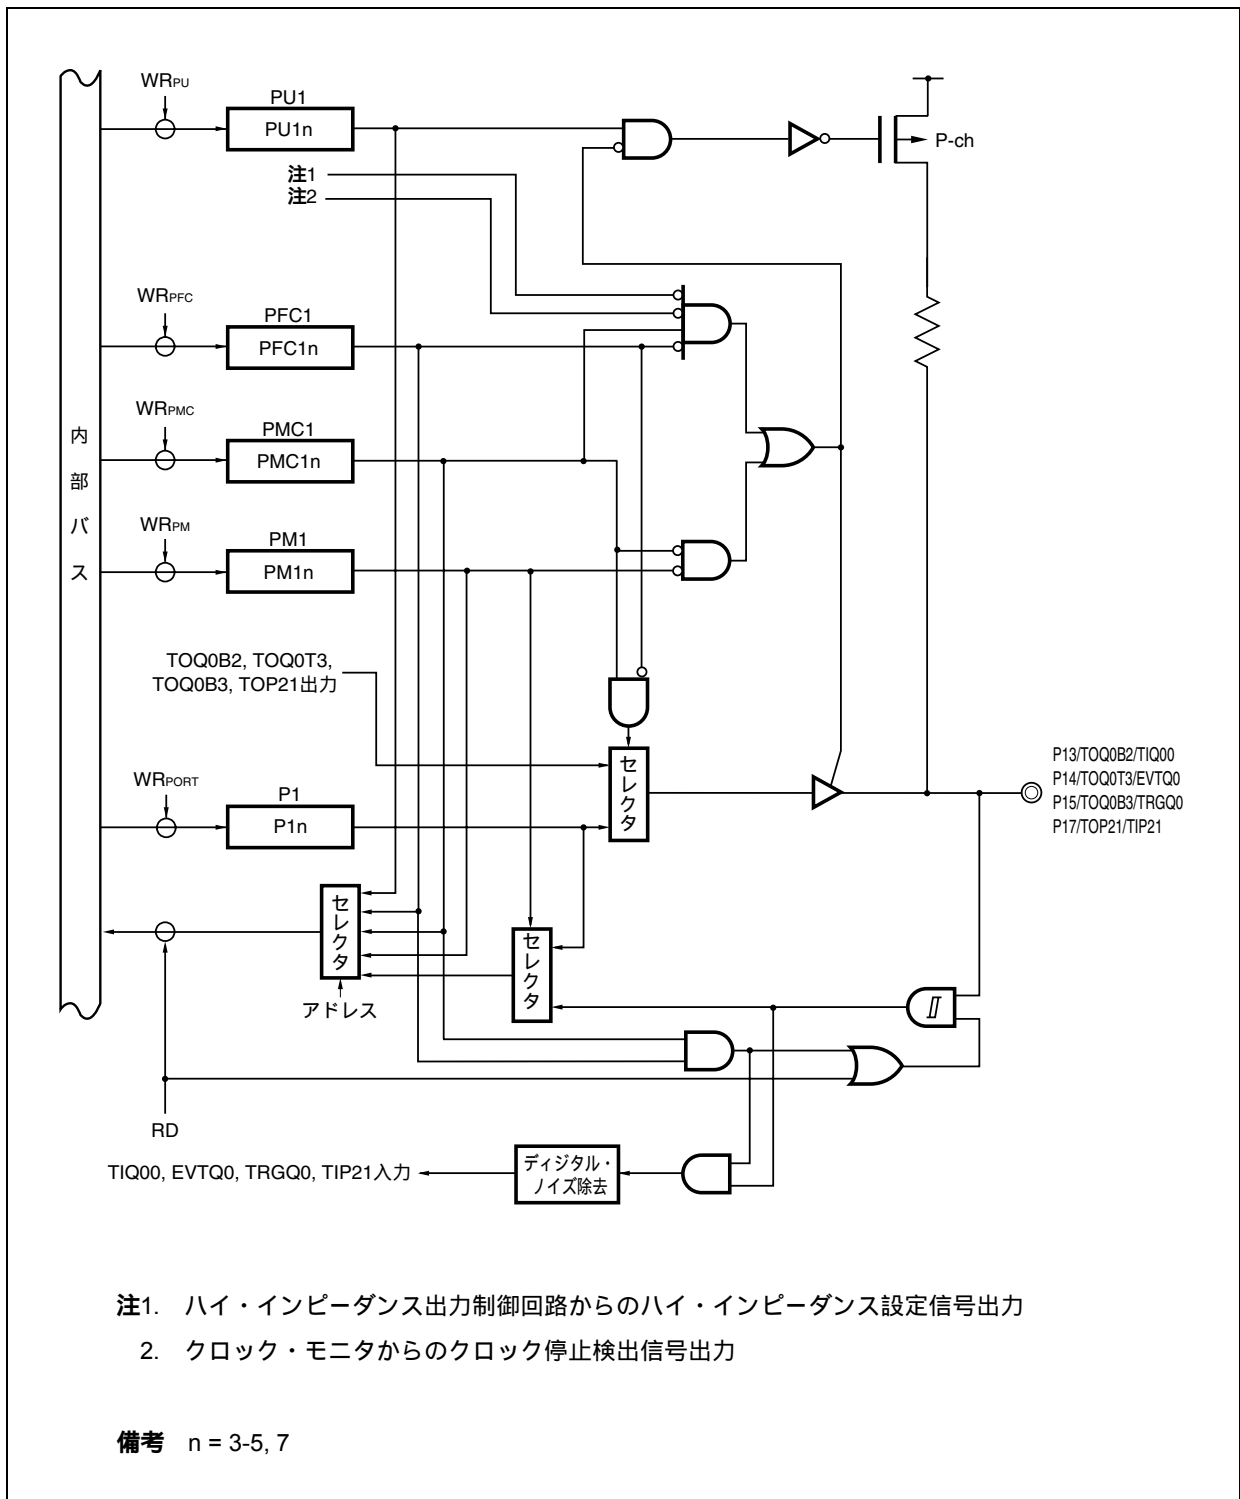 WRPU
PU1
PU1n
P-ch
注1
注2
WRPFC
PFC1
PFC1n
WRPMC
PMC1
PMC1n
内部バス
WRPM
PM1
PM1n
TOQ0B2, TOQ0T3,
TOQ0B3, TOP21出力
セレクタ
P13/TOQ0B2/TIQ00
P14/TOQ0T3/EVTQ0
P15/TOQ0B3/TRGQ0
P17/TOP21/TIP21
WRPORT
P1
P1n
セレクタ
セレクタ
アドレス
RD
TIQ00, EVTQ0, TRGQ0, TIP21入力
ディジタル・
ノイズ除去
注1. ハイ・インピーダンス出力制御回路からのハイ・インピーダンス設定信号出力
2. クロック・モニタからのクロック停止検出信号出力
備考 n = 3-5, 7